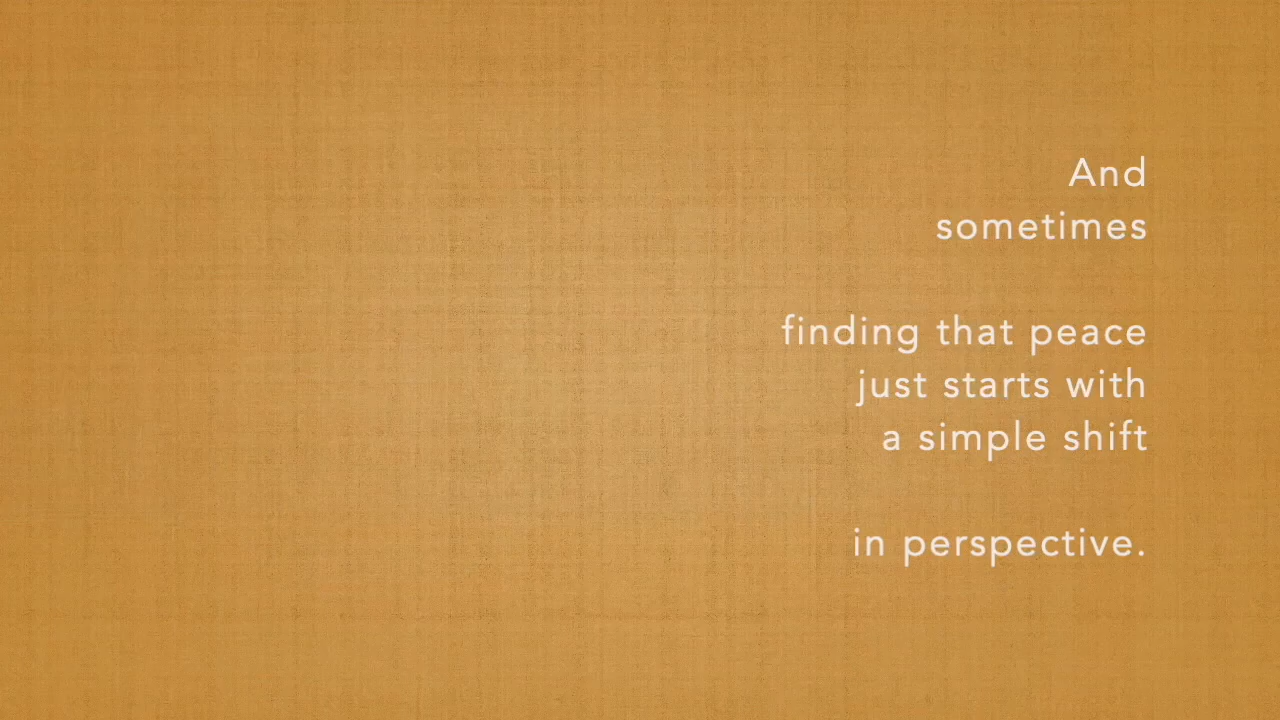 And
sometimes
finding that peace
just starts with
a simple shift
in perspective.